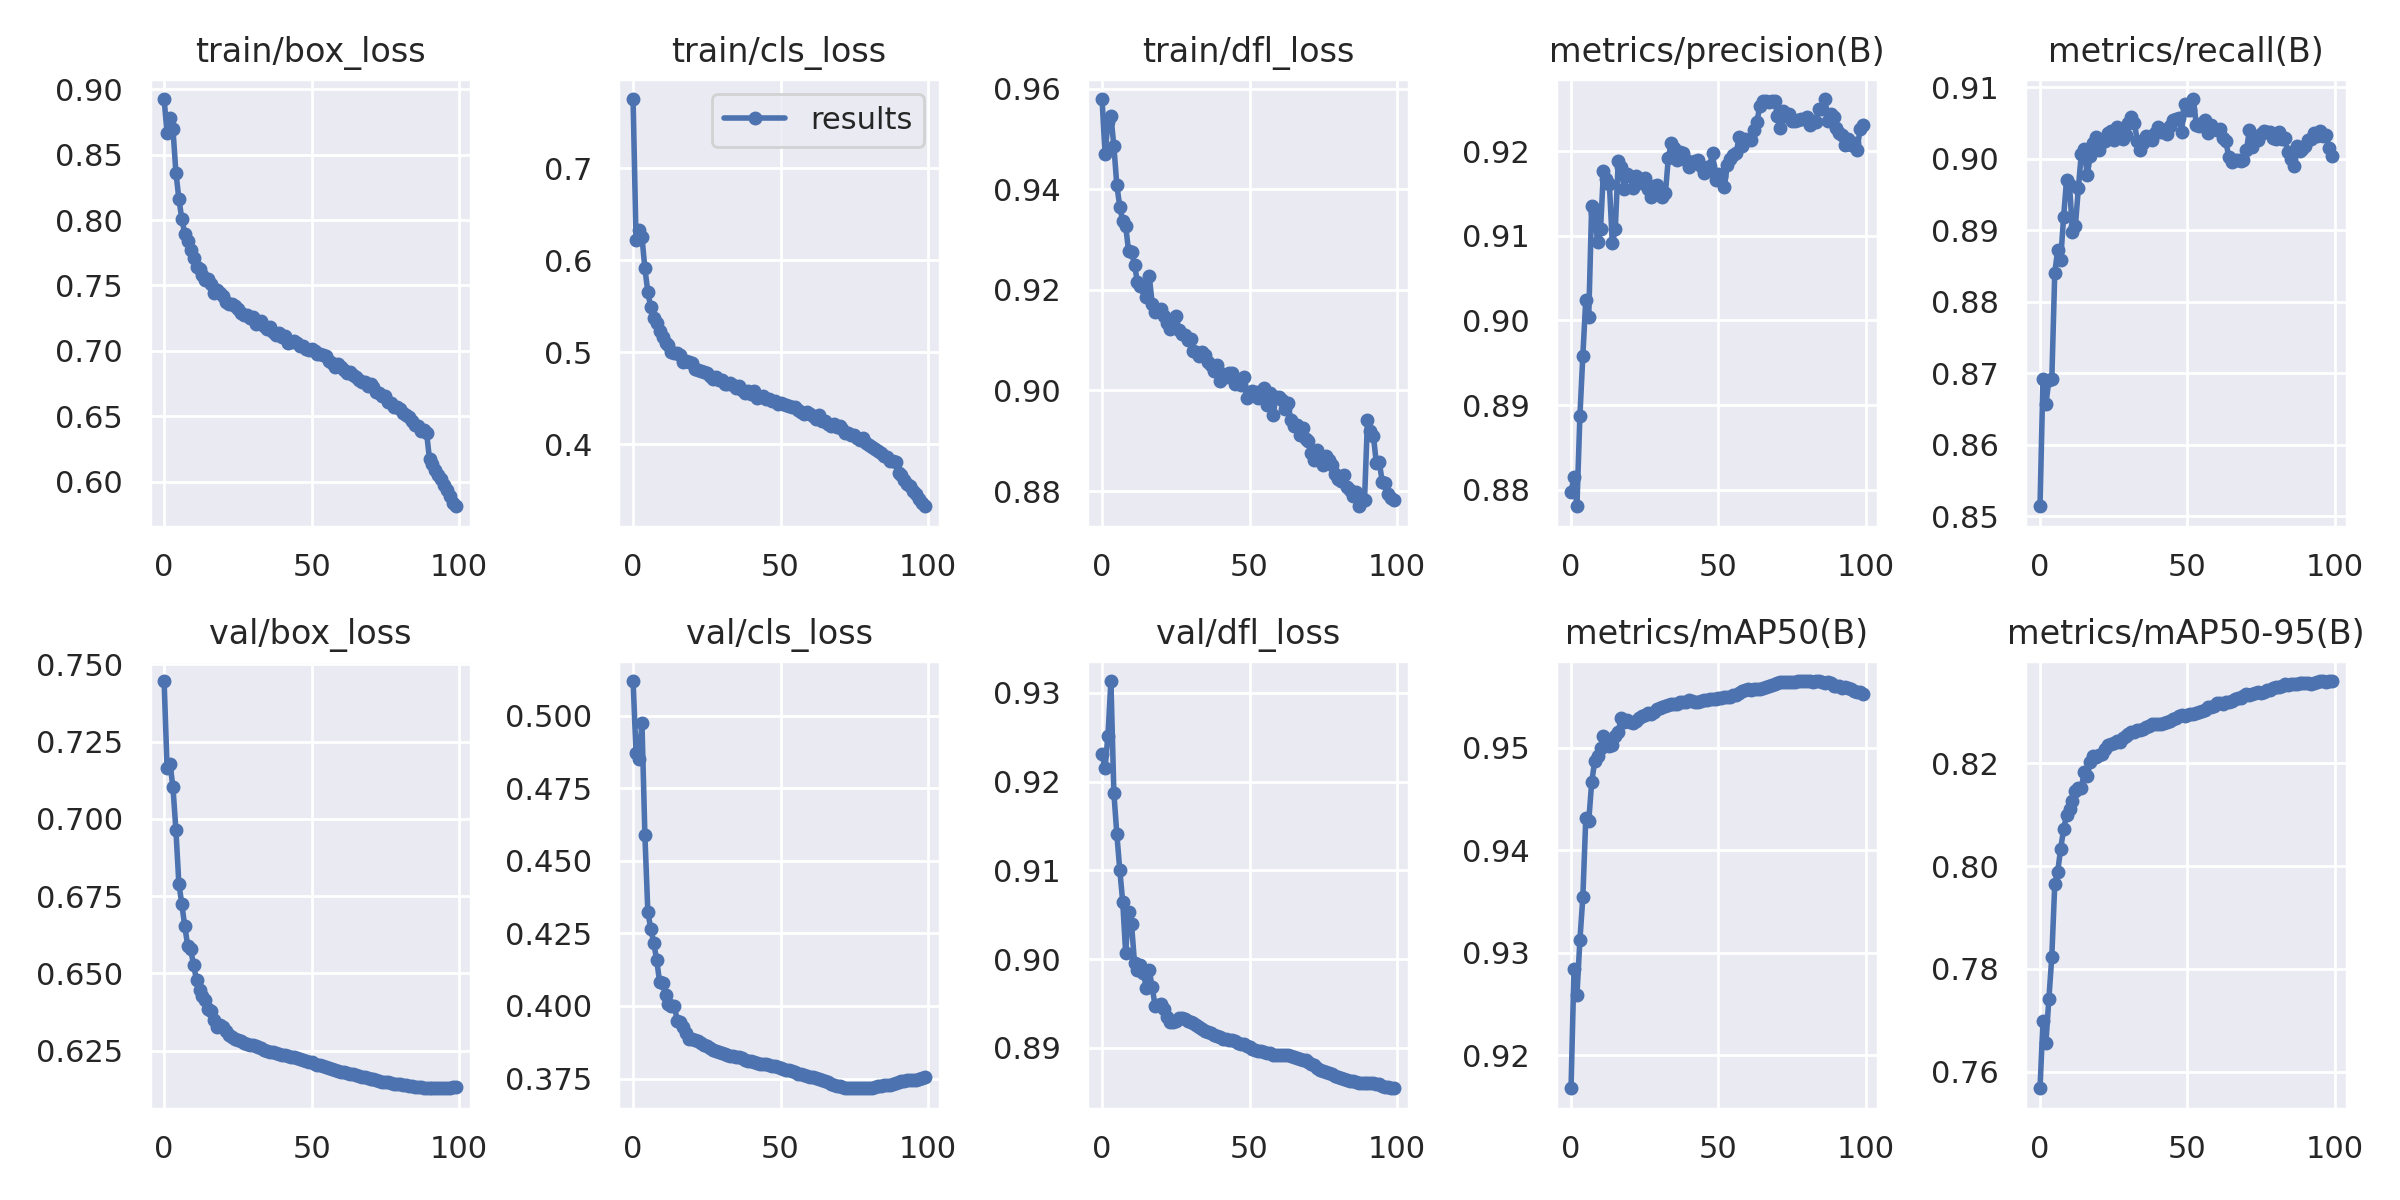 train/box_loss
0.90
0.85
0.80
0.75
0.70
0.65
0.60
0 50 100
train/cls_loss
results
0.7
0.6
0.5
0.4
0 50 100
train/dfl_loss
0.96
0.94
0.92
0.90
0.88
0 50 100
metrics/precision(B)
0.92
0.91
0.90
0.89
0.88
0 50 100
metrics/recall(B)
0.91
0.90
0.89
0.88
0.87
0.86
0.85
0 50 100
val/box_loss
0.750
0.725
0.700
0.675
0.650
0.625
0 50 100
val/cls_loss
0.500
0.475
0.450
0.425
0.400
0.375
0 50 100
val/dfl_loss
0.93
0.92
0.91
0.90
0.89
0 50 100
metrics/mAP50(B)
0.95
0.94
0.93
0.92
0 50 100
metrics/mAP50-95(B)
0.82
0.80
0.78
0.76
0 50 100